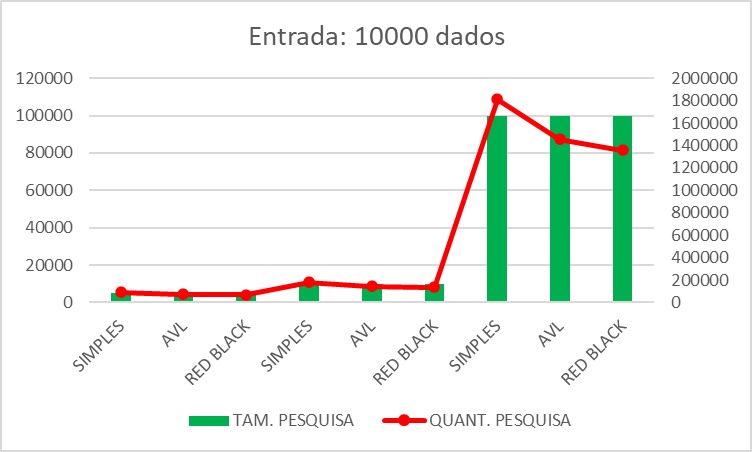 Entrada: 10000 dados
120000
100000
80000
60000
40000
20000
0
2000000
1800000
1600000
1400000
1200000
1000000
800000
600000
400000
200000
0
SIMPLES
AVL
RED BLACK
SIMPLES
AVL
RED BLACK
SIMPLES
AVL
RED BLACK
TAM. PESQUISA
QUANT. PESQUISA